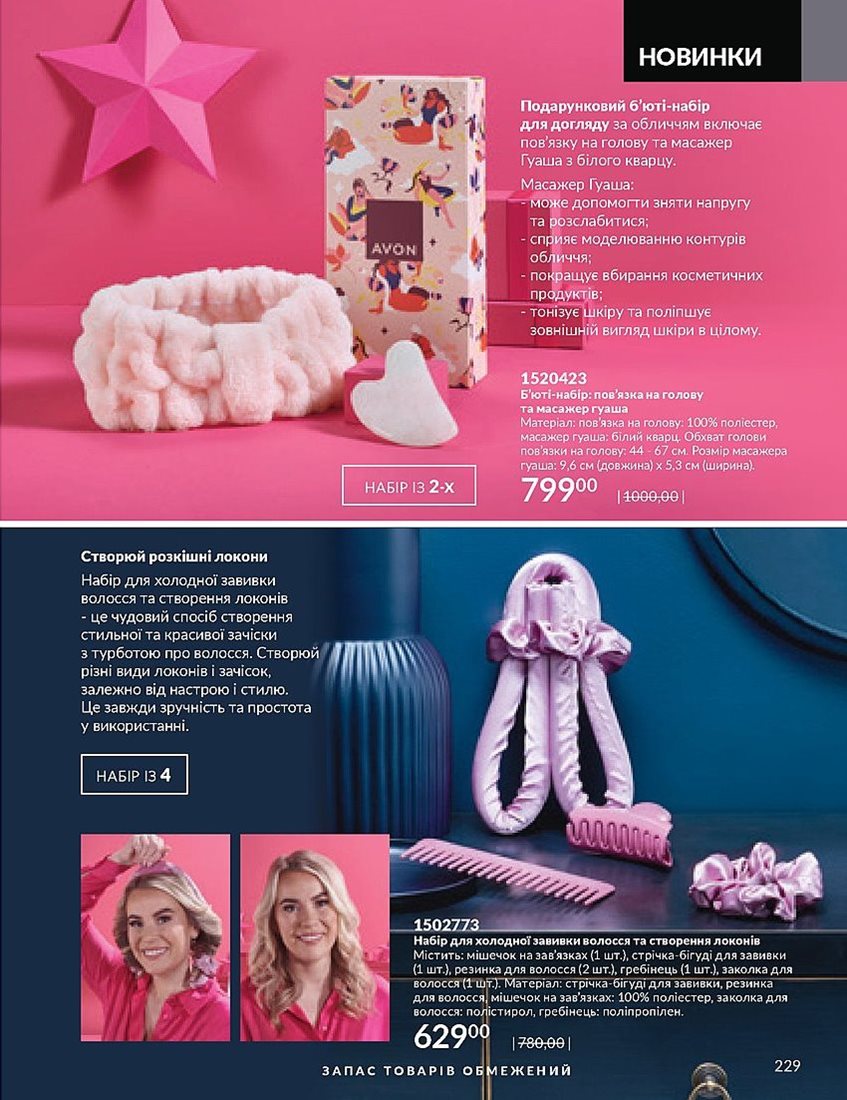 НОВИНКИ
Подарунковий б'юті-набір
для догляду за обличчям включає
пов'язку на голову та масажер
Гуаша з білого кварцу.
Масажер Гуаша:
- може допомогти зняти напругу
та розслабитися;
- сприяє моделюванню контурів
обличчя;
- покращує вбирання косметичних
продуктів;
- тонізує шкіру та поліпшує
зовнішній вигляд шкіри в цілому.
AVON
1520423
Б'юті-набір: пов'язка на голову
та масажер гуаша
Матеріал: пов'язка на голову: 100% поліестер,
масажер гуаша: білий кварц. Обхват голови
пов'язки на голову: 44 - 67 см. Розмір масажера
гуаша: 9,6 см (довжина) х 5,3 см (ширина).
НАБІР ІЗ 2-Х
799⁰⁰ |1000,00|
Створюй розкішні локони
Набір для холодної завивки
волосся та створення локонів
- це чудовий спосіб створення
стильної та красивої зачіски
з турботою про волосся. Створюй
різні види локонів і зачісок,
залежно від настрою і стилю.
Це завжди зручність та простота
у використанні.
НАБІР ІЗ 4
1502773
Набір для холодної завивки волосся та створення локонів
Містить: мішечок на зав'язках (1 шт.), стрічка-бігуді для завивки
(1 шт.), резинка для волосся (2 шт.), гребінець (1 шт.), заколка для
волосся (1 шт.). Матеріал: стрічка-бігуді для завивки, резинка
для волосся, мішечок на зав'язках: 100% поліестер, заколка для
волосся: полістирол, гребінець: поліпропілен.
629⁰⁰ |780,00|
ЗАПАС ТОВАРІВ ОБМЕЖЕНИЙ
229